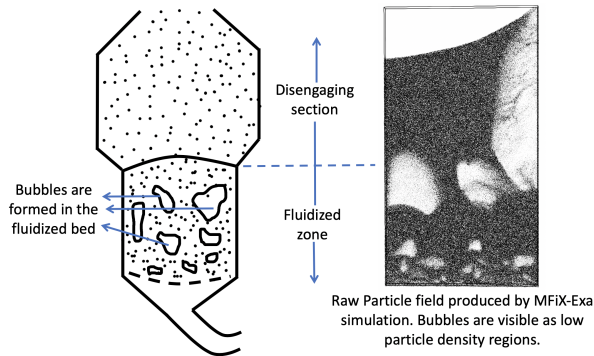 Disengaging
section
Bubbles are
formed in the
fluidized bed
Fluidized
zone
Raw Particle field produced by MFiX-Exa
simulation. Bubbles are visible as low
particle density regions.